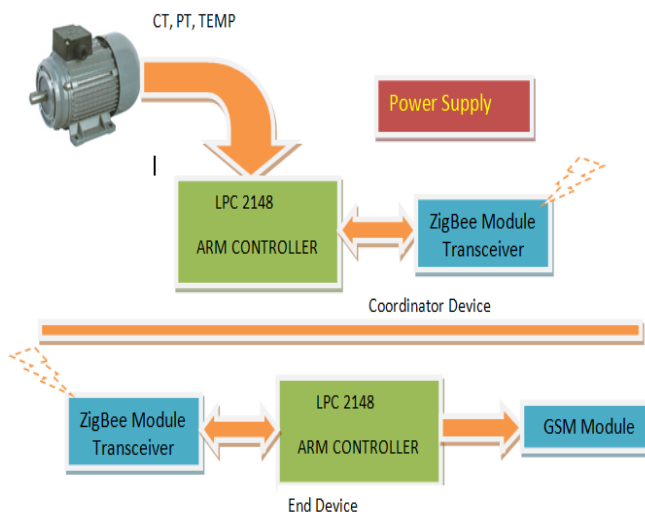 CT, PT, TEMP
Power Supply
LPC 2148
ARM CONTROLLER
ZigBee Module
Transceiver
Coordinator Device
ZigBee Module
Transceiver
LPC 2148
ARM CONTROLLER
GSM Module
End Device